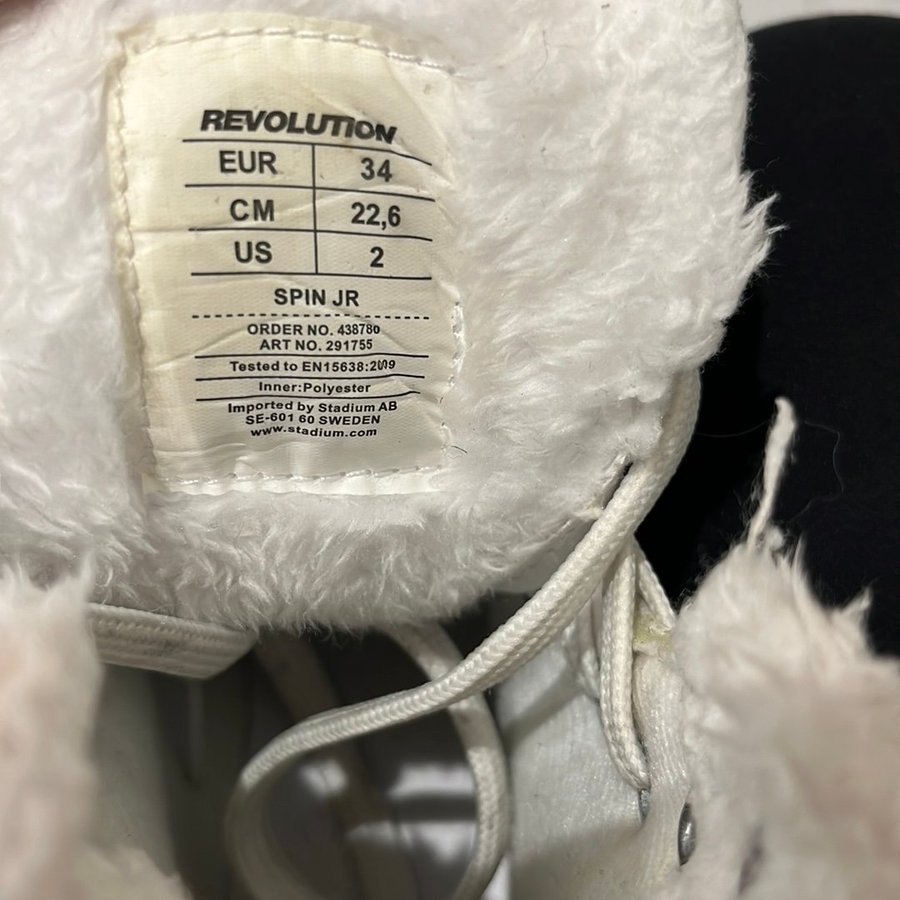 REVOLUTION
EUR 34
CM 22,6
US 2
SPIN JR
ORDER NO. 438780
ART NO. 291755
Tested to EN15638:2009
Inner:Polyester
Imported by Stadium AB
SE-601 60 SWEDEN
www.stadium.com